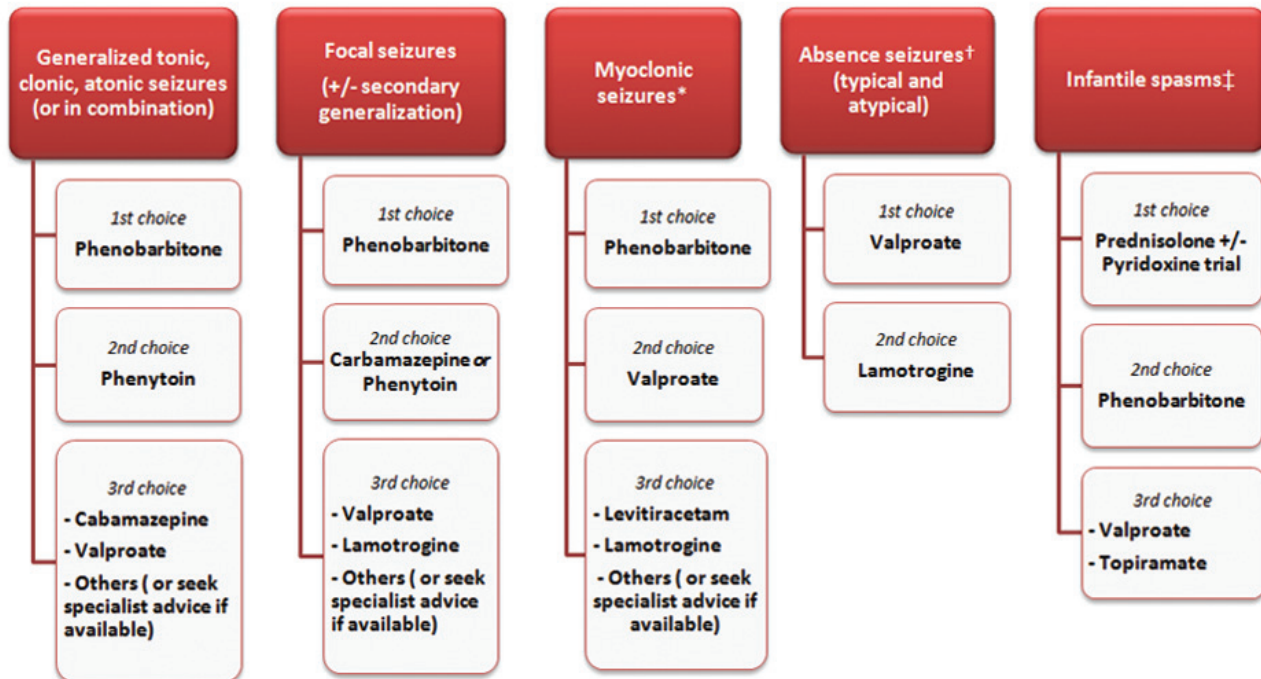 Generalized tonic,
clonic, atonic seizures
(or in combination)
1st choice
Phenobarbitone
2nd choice
Phenytoin
3rd choice
- Cabamazepine
- Valproate
- Others ( or seek
specialist advice if
available)
Focal seizures
(+/- secondary
generalization)
1st choice
Phenobarbitone
2nd choice
Carbamazepine or
Phenytoin
3rd choice
- Valproate
- Lamotrogine
- Others ( or seek
specialist advice
if available)
Myoclonic
seizures*
1st choice
Phenobarbitone
2nd choice
Valproate
3rd choice
- Levitiracetam
- Lamotrogine
- Others ( or seek
specialist advice if
available)
Absence seizures†
(typical and
atypical)
1st choice
Valproate
2nd choice
Lamotrogine
Infantile spasms‡
1st choice
Prednisolone +/-
Pyridoxine trial
2nd choice
Phenobarbitone
3rd choice
- Valproate
- Topiramate